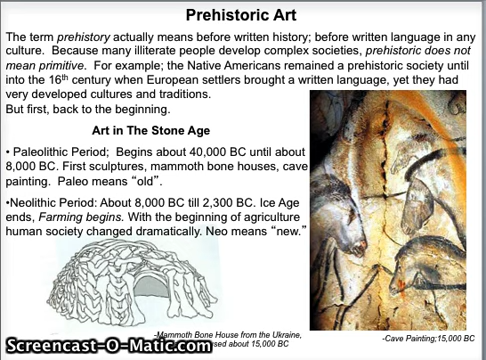 Prehistoric Art
The term prehistory actually means before written history; before written language in any
culture. Because many illiterate people develop complex societies, prehistoric does not
mean primitive. For example; the Native Americans remained a prehistoric society until
into the 16th century when European settlers brought a written language, yet they had
very developed cultures and traditions.
But first, back to the beginning.
Art in The Stone Age
• Paleolithic Period; Begins about 40,000 BC until about
8,000 BC. First sculptures, mammoth bone houses, cave
painting. Paleo means “old”.
•Neolithic Period: About 8,000 BC till 2,300 BC. Ice Age
ends, Farming begins. With the beginning of agriculture
human society changed dramatically. Neo means “new.”
-Mammoth Bone House from the Ukraine,
about 15,000 BC
-Cave Painting;15,000 BC
Screencast-O-Matic.com